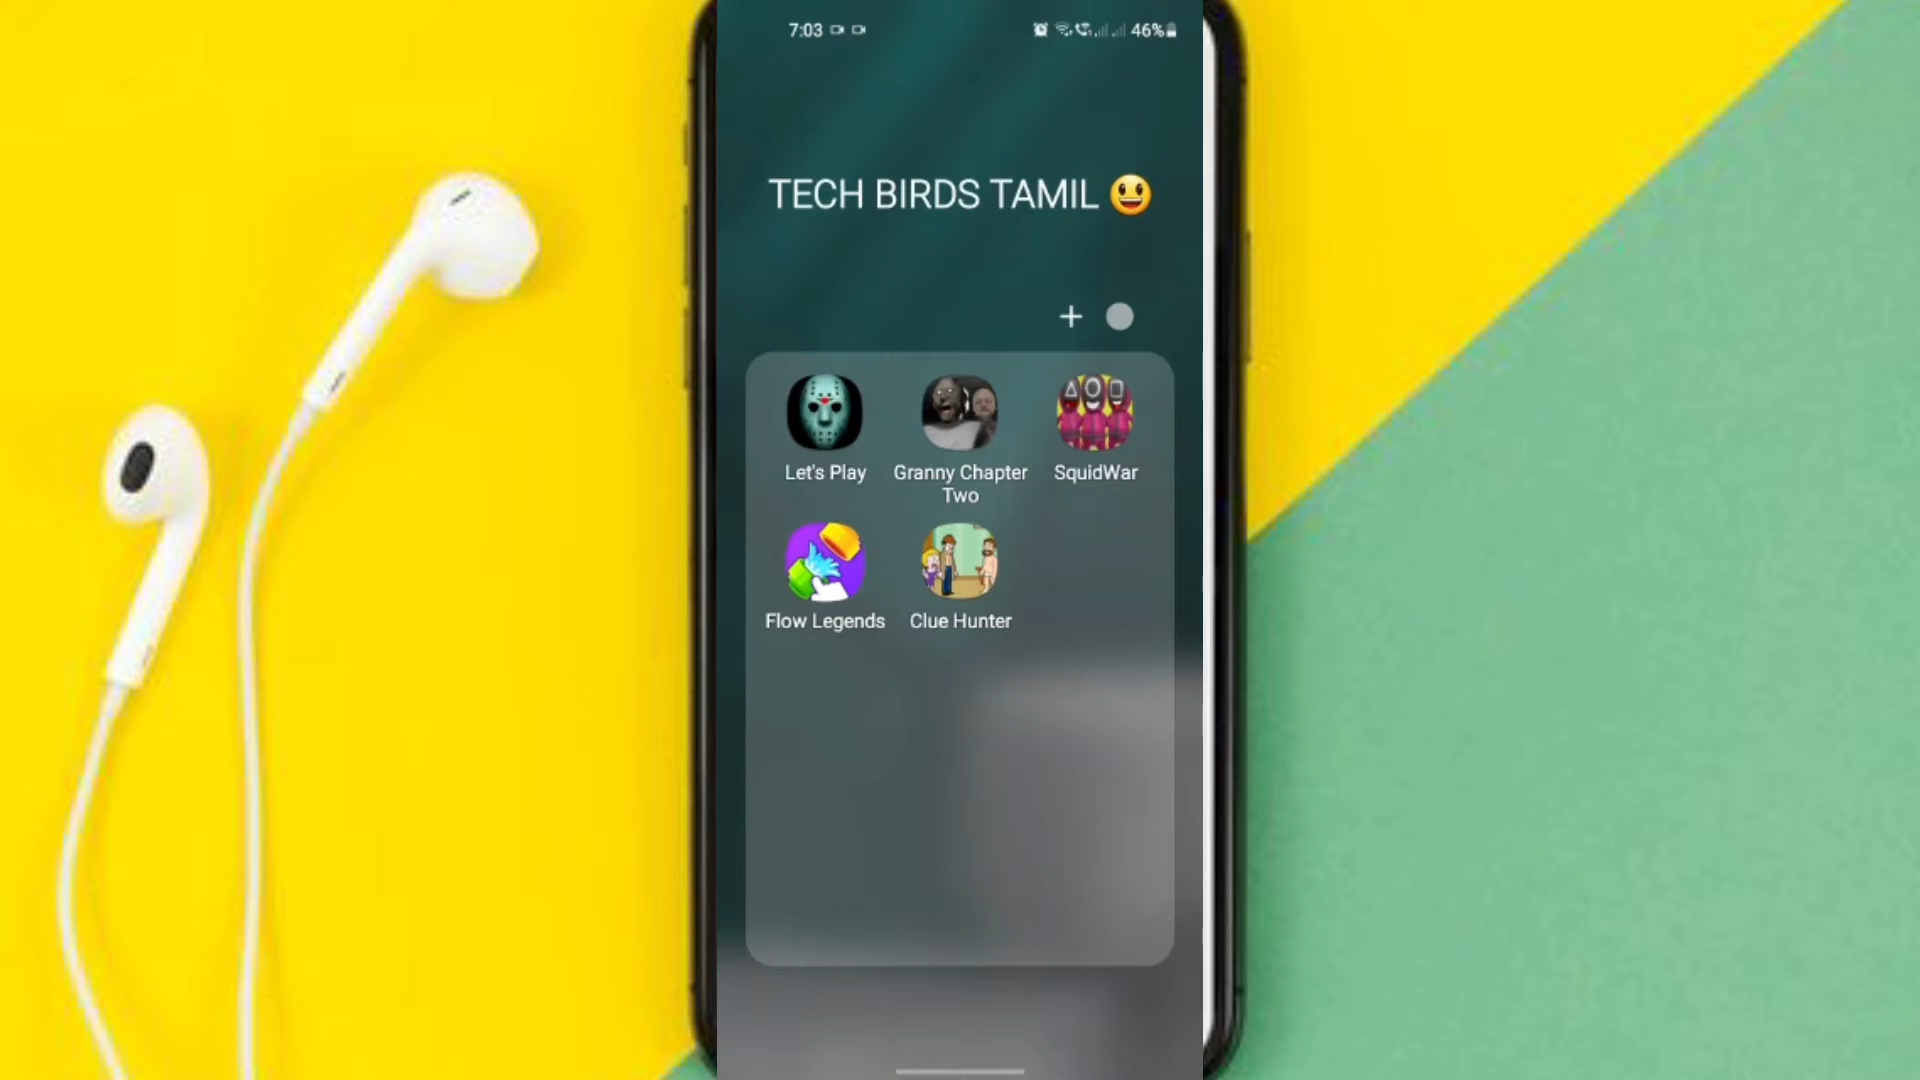 7:03 46%
TECH BIRDS TAMIL 😃
+
Let's Play Granny Chapter Two SquidWar
Flow Legends Clue Hunter